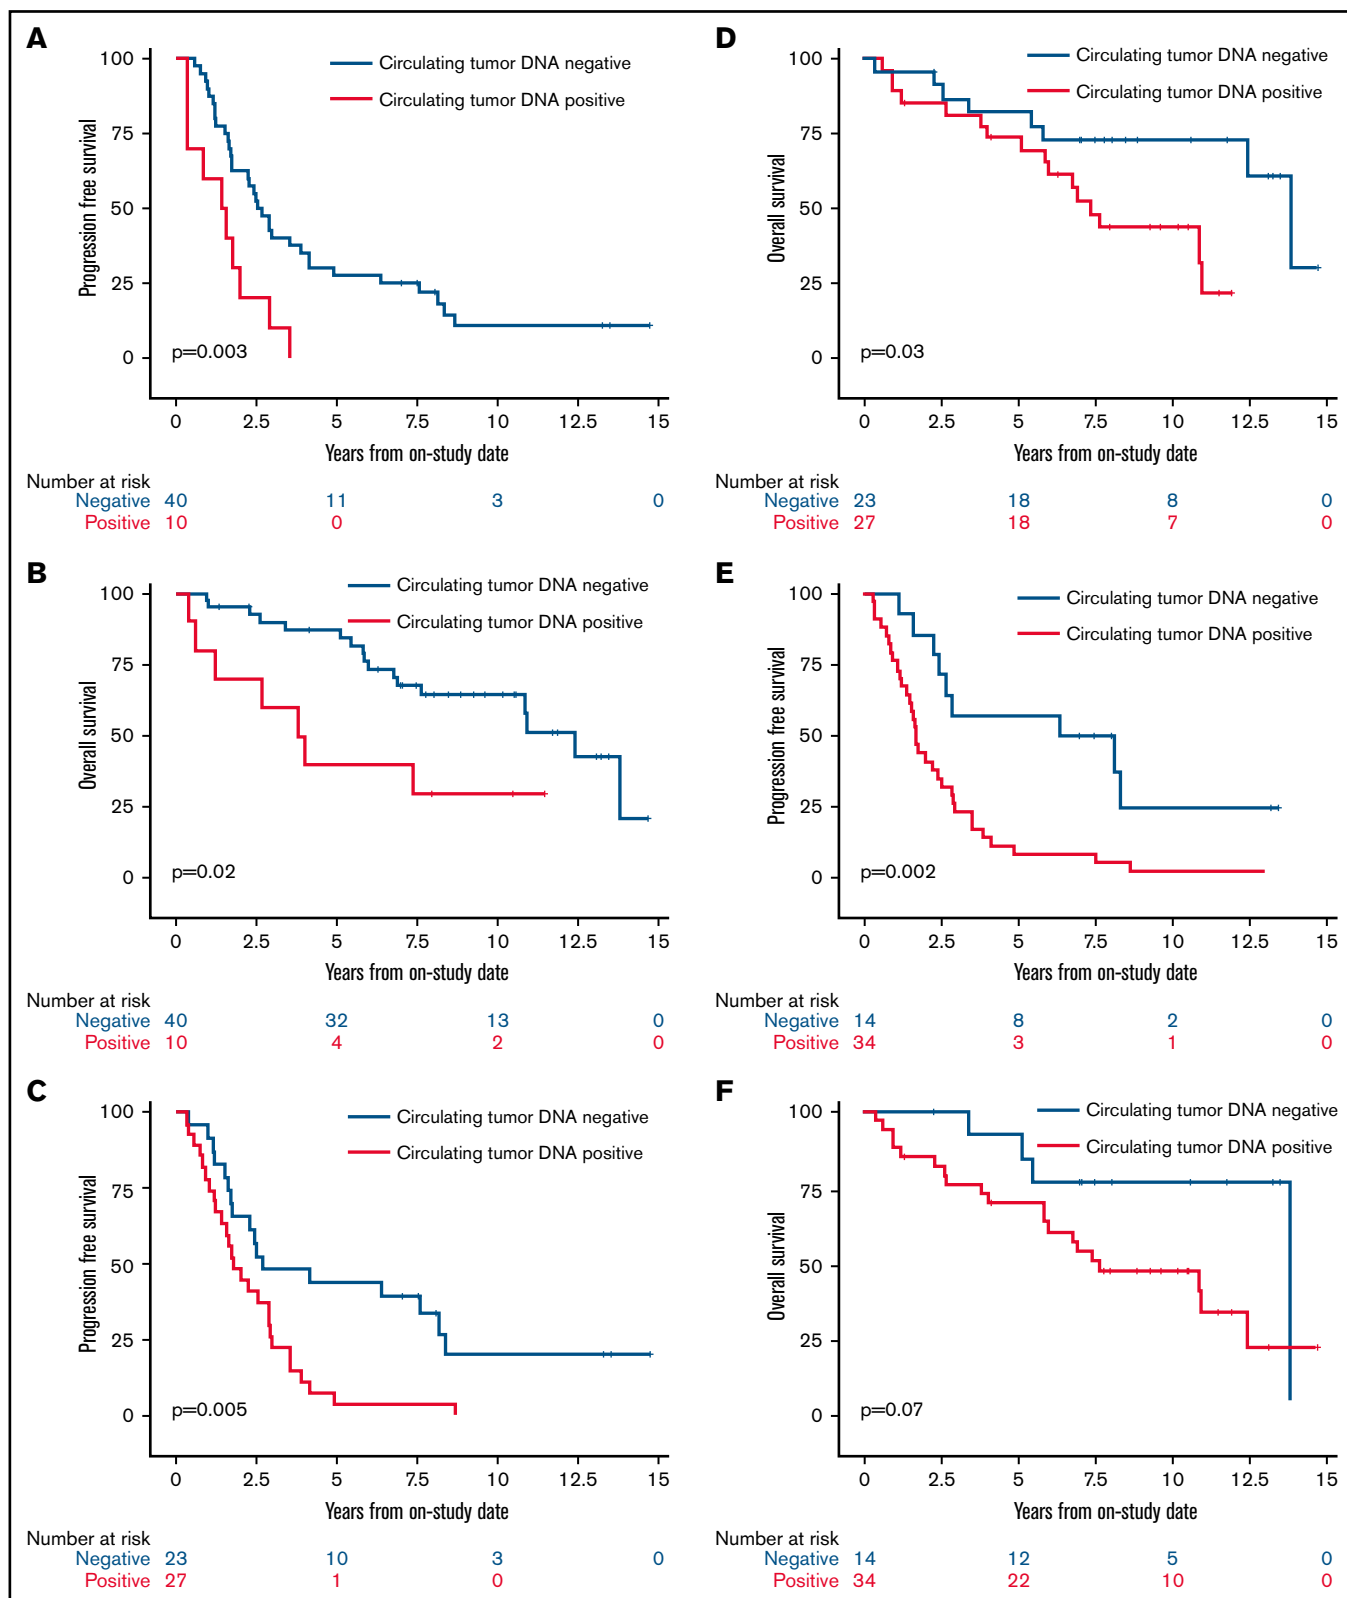 A
100
75
50
25
0
Progression free survival
Circulating tumor DNA negative
Circulating tumor DNA positive
p=0.003
0 2.5 5 7.5 10 12.5 15
Years from on-study date
Number at risk
Negative 40 11 3 0
Positive 10 0
B
100
75
50
25
0
Overall survival
Circulating tumor DNA negative
Circulating tumor DNA positive
p=0.02
0 2.5 5 7.5 10 12.5 15
Years from on-study date
Number at risk
Negative 40 32 13 0
Positive 10 4 2 0
C
100
75
50
25
0
Progression free survival
Circulating tumor DNA negative
Circulating tumor DNA positive
p=0.005
0 2.5 5 7.5 10 12.5 15
Years from on-study date
Number at risk
Negative 23 10 3 0
Positive 27 1 0
D
100
75
50
25
0
Overall survival
Circulating tumor DNA negative
Circulating tumor DNA positive
p=0.03
0 2.5 5 7.5 10 12.5 15
Years from on-study date
Number at risk
Negative 23 18 8 0
Positive 27 18 7 0
E
100
75
50
25
0
Progression free survival
Circulating tumor DNA negative
Circulating tumor DNA positive
p=0.002
0 2.5 5 7.5 10 12.5 15
Years from on-study date
Number at risk
Negative 14 8 2 0
Positive 34 3 1 0
F
100
75
50
25
0
Overall survival
Circulating tumor DNA negative
Circulating tumor DNA positive
p=0.07
0 2.5 5 7.5 10 12.5 15
Years from on-study date
Number at risk
Negative 14 12 5 0
Positive 34 22 10 0